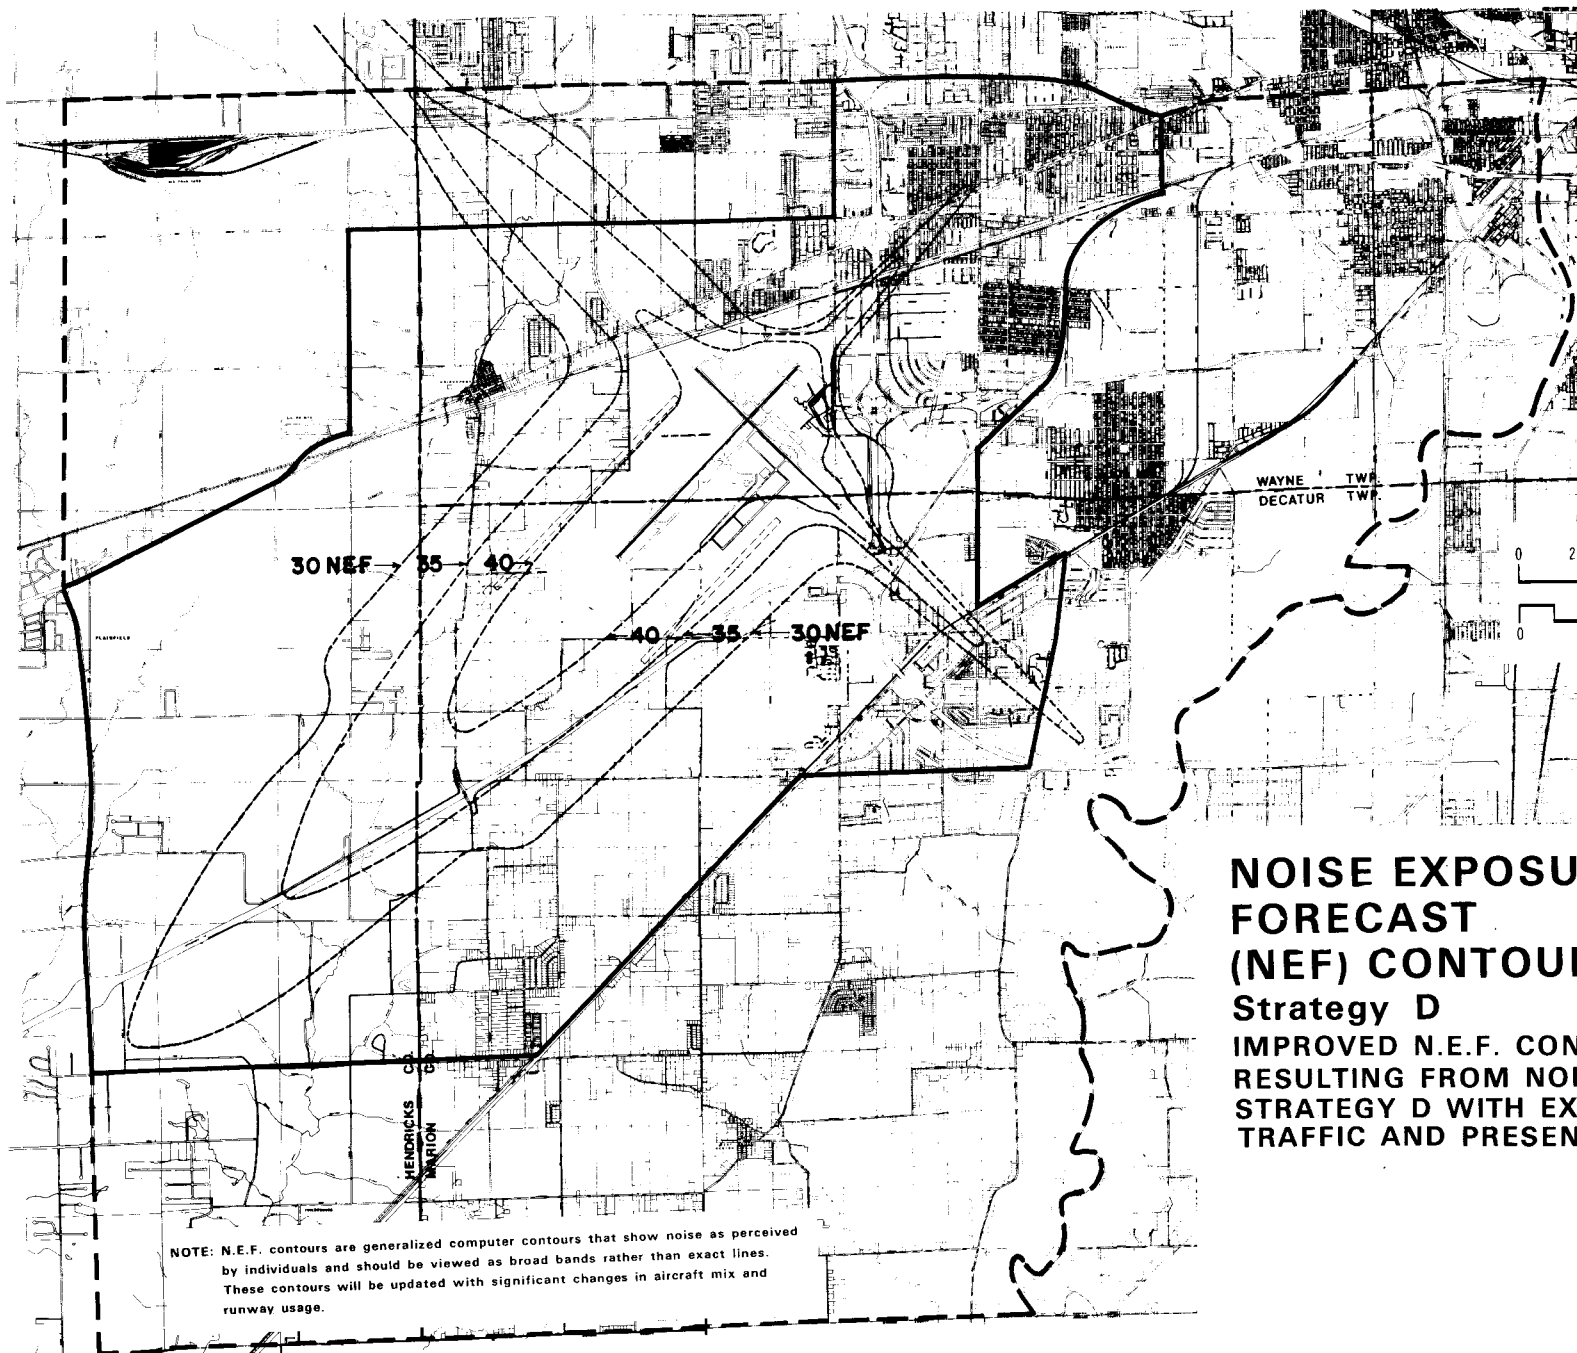 WAYNE TWP.
DECATUR TWP.
0 2
0
30 NEF 35 40
40 35 30 NEF
PLAINFIELD
NOISE EXPOSU
FORECAST
(NEF) CONTOU
Strategy D
IMPROVED N.E.F. CON
RESULTING FROM NOI
STRATEGY D WITH EX
TRAFFIC AND PRESEN
HENDRICKS CO.
MARION CO.
NOTE: N.E.F. contours are generalized computer contours that show noise as perceived
by individuals and should be viewed as broad bands rather than exact lines.
These contours will be updated with significant changes in aircraft mix and
runway usage.